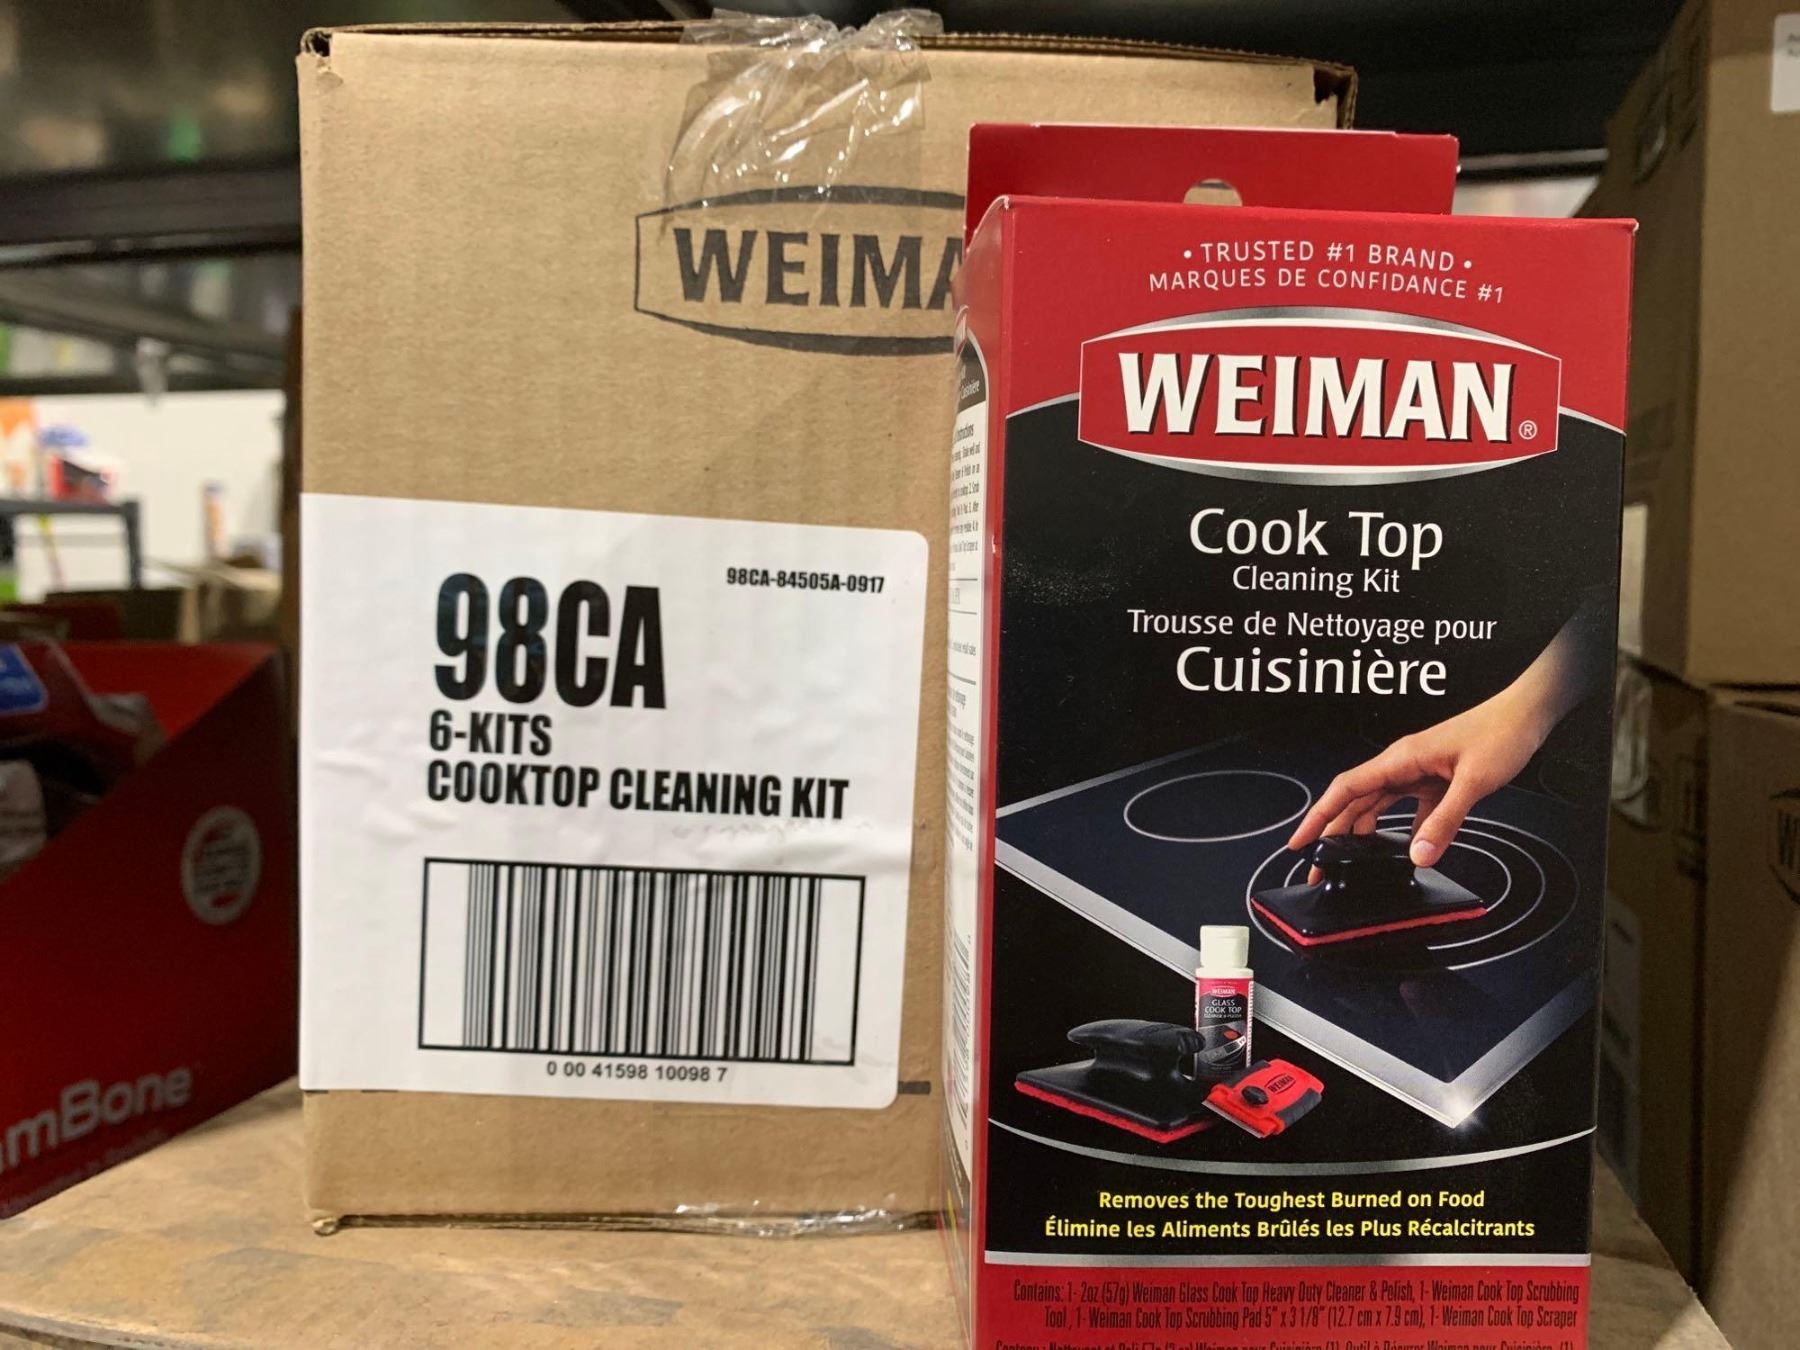 WEIMA
98CA-84505A-0917
98CA
6-KITS
COOKTOP CLEANING KIT
0 00 41598 10098 7
• TRUSTED #1 BRAND •
MARQUES DE CONFIDANCE #1
WEIMAN®
Cook Top
Cleaning Kit
Trousse de Nettoyage pour
Cuisinière
WEIMAN
GLASS
COOK TOP
WEIMAN
Removes the Toughest Burned on Food
Élimine les Aliments Brûlés les Plus Récalcitrants
Contains: 1- 2oz (57g) Weiman Glass Cook Top Heavy Duty Cleaner & Polish, 1- Weiman Cook Top Scrubbing
Tool , 1- Weiman Cook Top Scrubbing Pad 5" x 3 1/8" (12.7 cm x 7.9 cm), 1- Weiman Cook Top Scraper
mBone